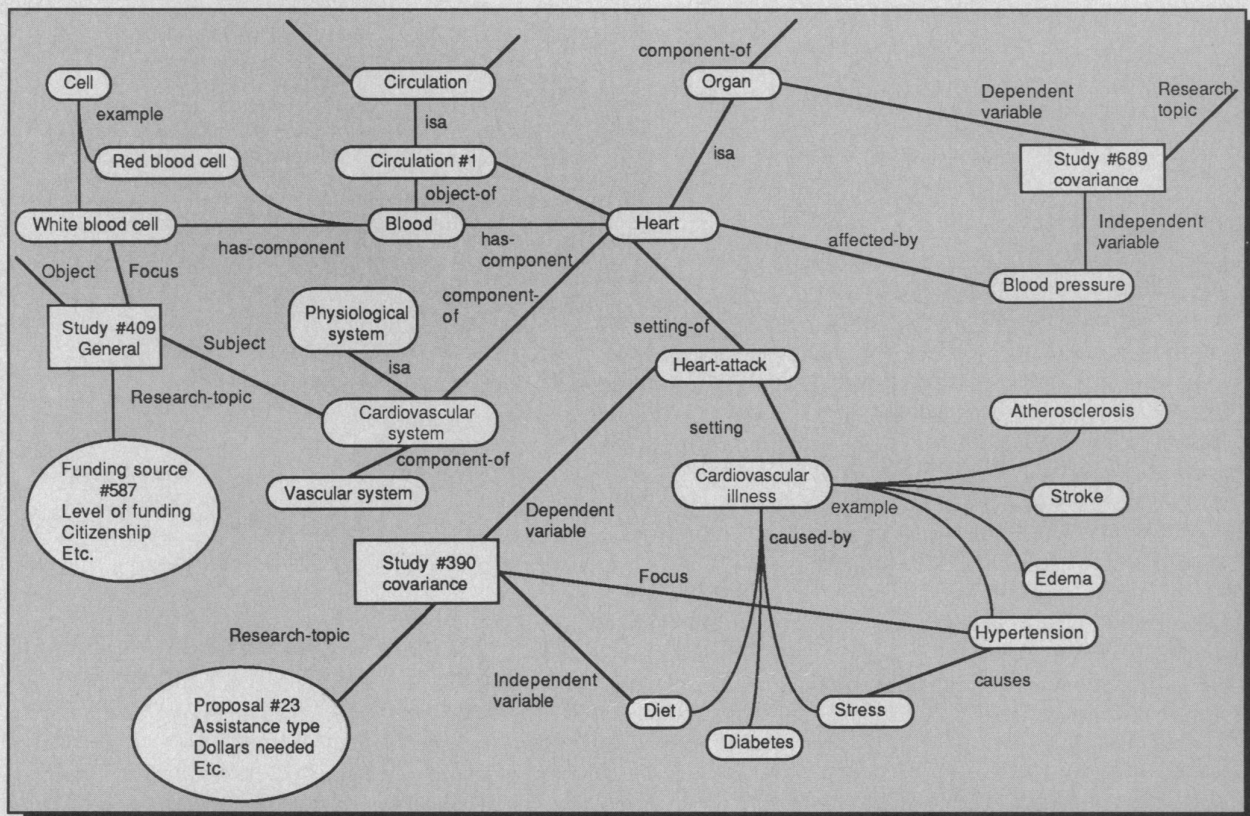 component-of
Cell
Circulation
Organ
example
Dependent
variable
Research
topic
isa
Red blood cell
Circulation #1
isa
Study #689
covariance
object-of
White blood cell
Blood
Heart
has-component
has-
component
affected-by
Independent
variable
Object
Focus
component-
of
Blood pressure
Physiological
system
Study #409
General
Subject
setting-of
isa
Heart-attack
Research-topic
Cardiovascular
system
Atherosclerosis
setting
component-of
Funding source
#587
Level of funding
Citizenship
Etc.
Vascular system
Cardiovascular
illness
Stroke
example
Dependent
variable
caused-by
Study #390
covariance
Focus
Edema
Research-topic
Hypertension
Independent
variable
causes
Proposal #23
Assistance type
Dollars needed
Etc.
Diet
Stress
Diabetes